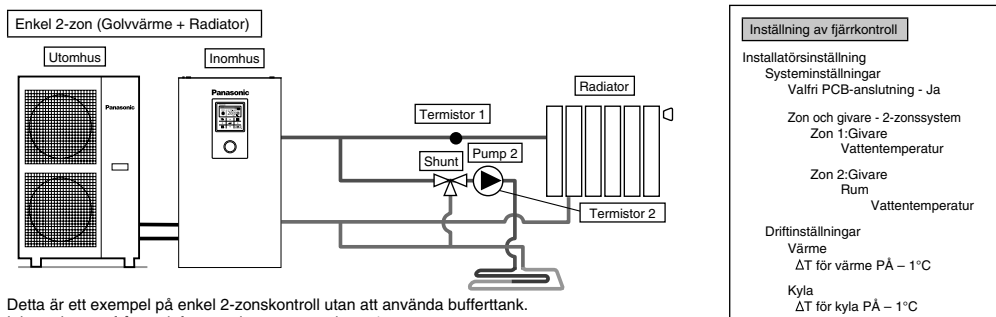 Enkel 2-zon (Golvvärme + Radiator)
Utomhus
Inomhus
Panasonic
Panasonic
Radiator
Termistor 1
Shunt
Pump 2
Termistor 2
Detta är ett exempel på enkel 2-zonskontroll utan att använda bufferttank.
Inställning av fjärrkontroll
Installatörsinställning
Systeminställningar
Valfri PCB-anslutning - Ja
Zon och givare - 2-zonssystem
Zon 1:Givare
Vattentemperatur
Zon 2:Givare
Rum
Vattentemperatur
Driftinställningar
Värme
ΔT för värme PÅ – 1°C
Kyla
ΔT för kyla PÅ – 1°C